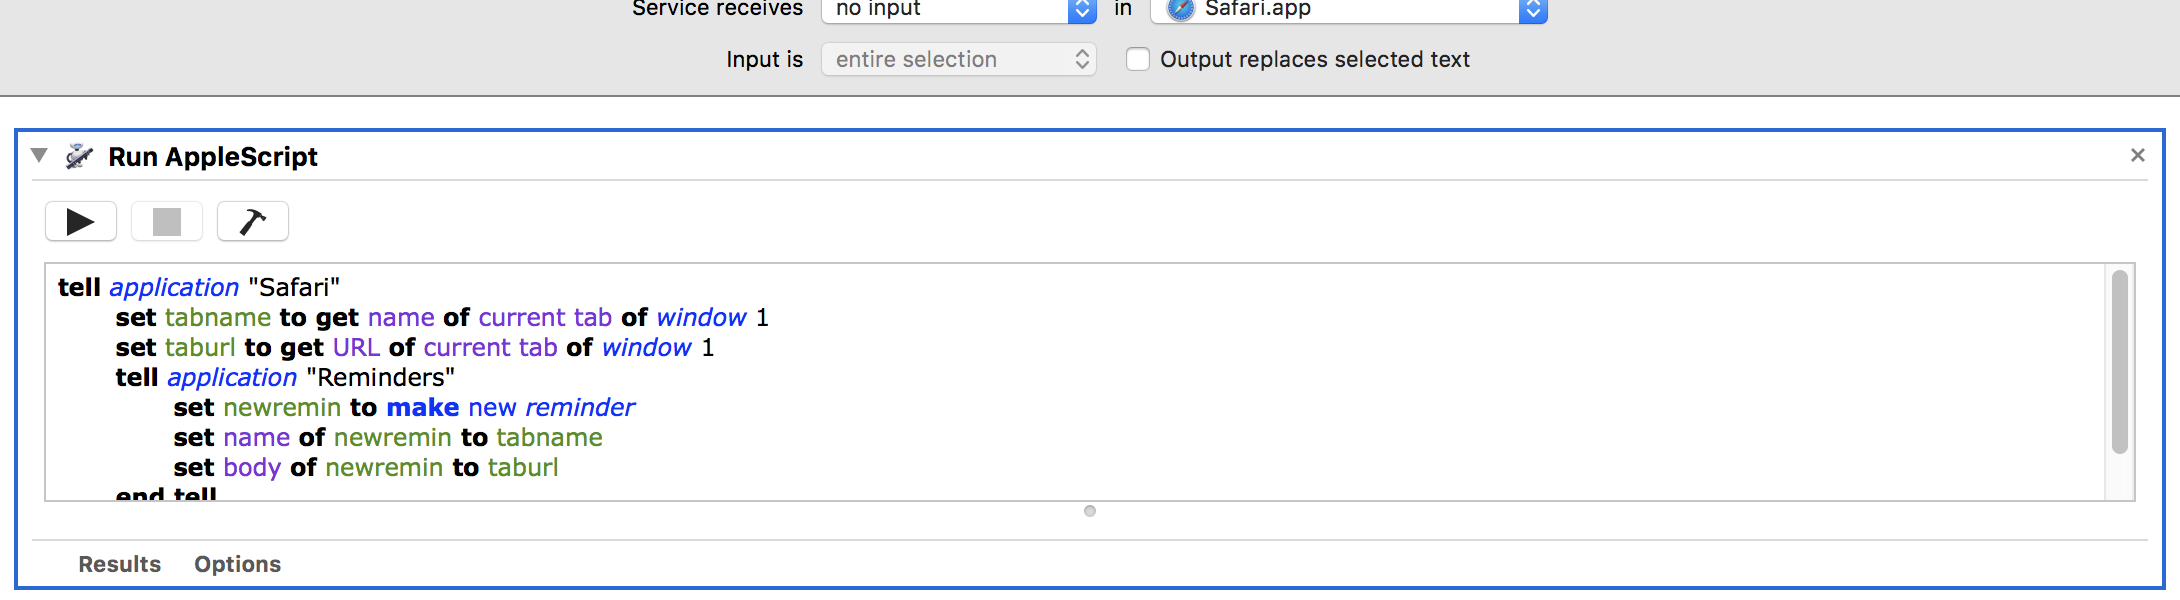 Service receives no input in Safari.app
Input is entire selection Output replaces selected text
Run AppleScript
tell application "Safari"
set tabname to get name of current tab of window 1
set taburl to get URL of current tab of window 1
tell application "Reminders"
set newremin to make new reminder
set name of newremin to tabname
set body of newremin to taburl
end tell
Results Options